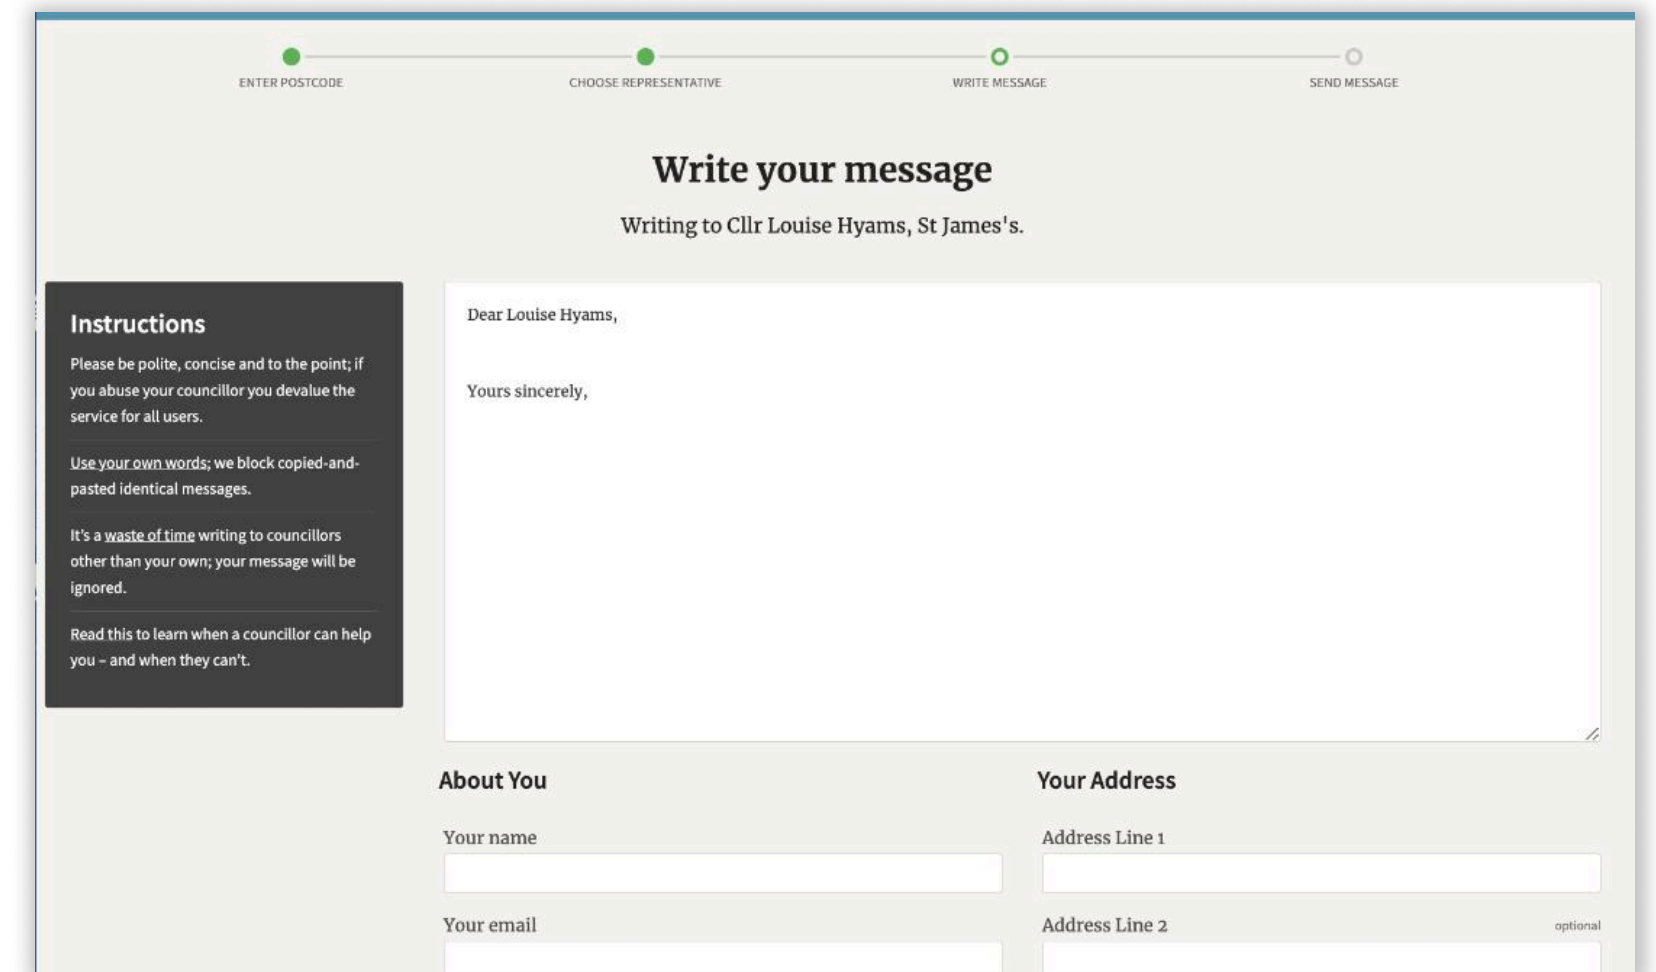 ENTER POSTCODE
CHOOSE REPRESENTATIVE
WRITE MESSAGE
SEND MESSAGE
Write your message
Writing to Cllr Louise Hyams, St James's.
Instructions
Please be polite, concise and to the point; if
you abuse your councillor you devalue the
service for all users.
Use your own words; we block copied-and-
pasted identical messages.
It's a waste of time writing to councillors
other than your own; your message will be
ignored.
Read this to learn when a councillor can help
you – and when they can't.
Dear Louise Hyams,
Yours sincerely,
About You
Your name
Your email
Your Address
Address Line 1
Address Line 2
optional